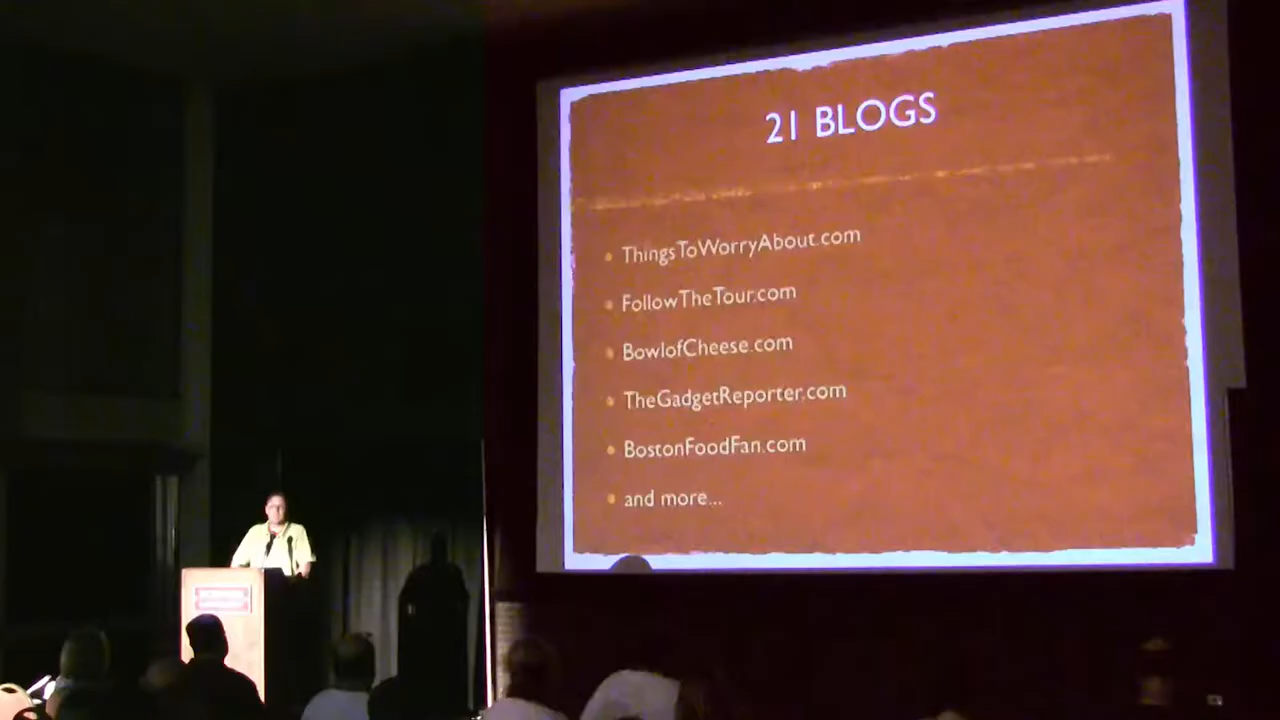 21 BLOGS
• ThingsToWorryAbout.com
• FollowTheTour.com
• BowlofCheese.com
• TheGadgetReporter.com
• BostonFoodFan.com
• and more...